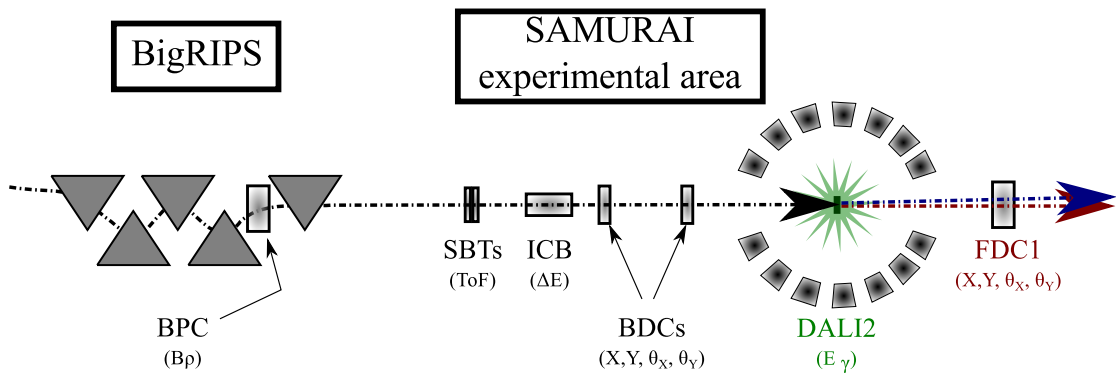 BigRIPS
SAMURAI
experimental area
SBTs
(ToF)
ICB
(ΔE)
FDC1
(X,Y, θX, θY)
BPC
(Bρ)
BDCs
(X,Y, θX, θY)
DALI2
(E γ)